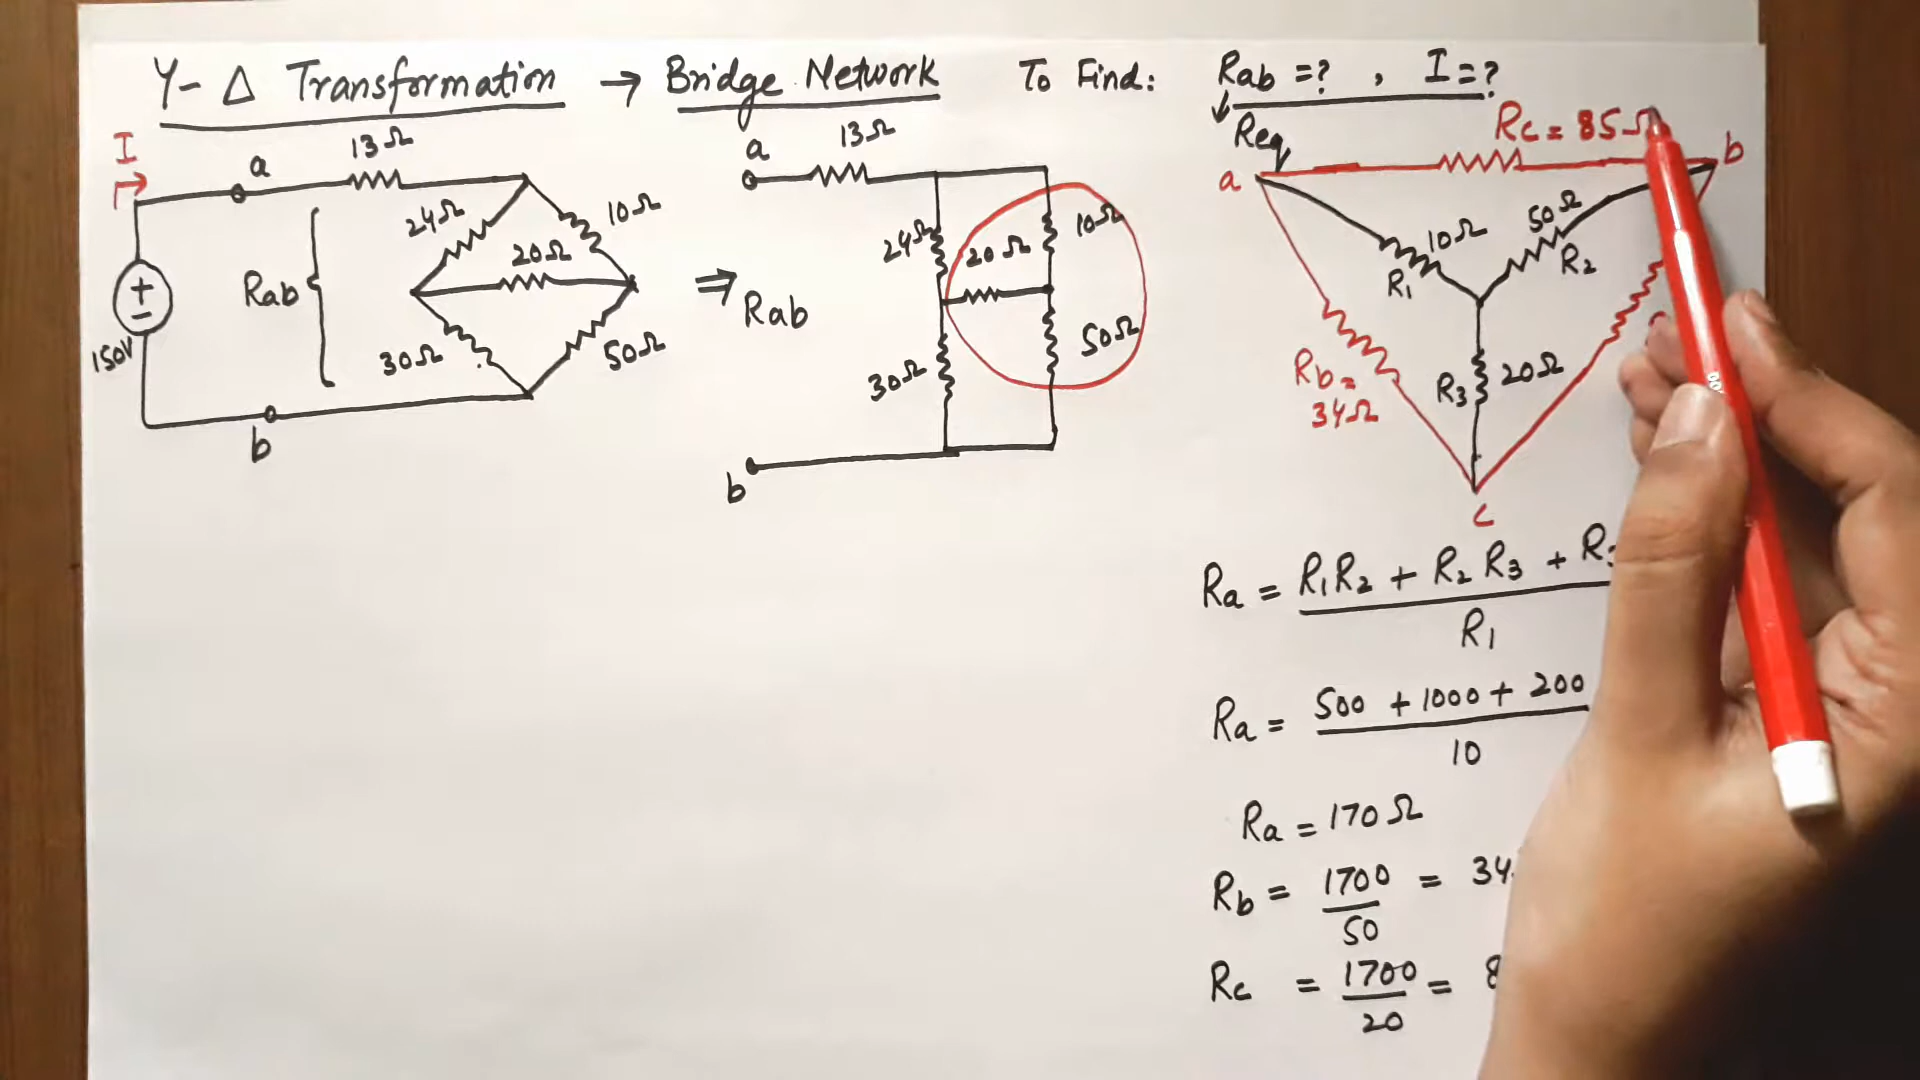 Y-Δ Transformation → Bridge Network To Find: Rab =? , I=?
Req
I
a
13Ω
24Ω
10Ω
20Ω
Rab
150V
30Ω
50Ω
b
⇒
a
13Ω
24Ω
20Ω
10Ω
Rab
30Ω
50Ω
b
Rc = 85Ω
a
b
10Ω
R1
50Ω
R2
Rb =
34Ω
R3
20Ω
c
Ra = R1R2 + R2R3 +
R1
Ra = 500 + 1000 + 200
10
Ra = 170Ω
Rb = 1700 = 34
50
Rc = 1700 = 8
20